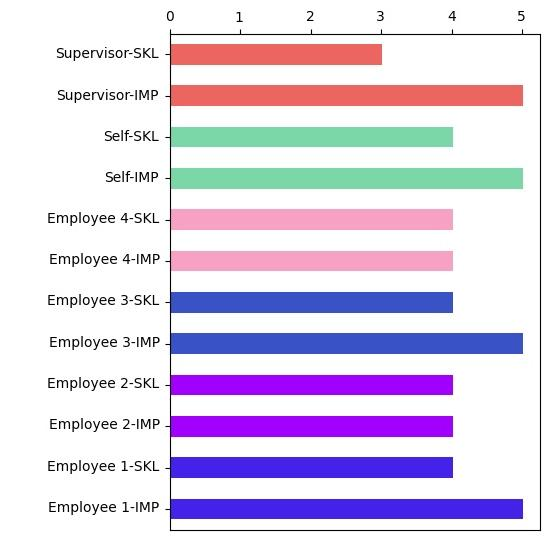 0 1 2 3 4 5
Supervisor-SKL
Supervisor-IMP
Self-SKL
Self-IMP
Employee 4-SKL
Employee 4-IMP
Employee 3-SKL
Employee 3-IMP
Employee 2-SKL
Employee 2-IMP
Employee 1-SKL
Employee 1-IMP